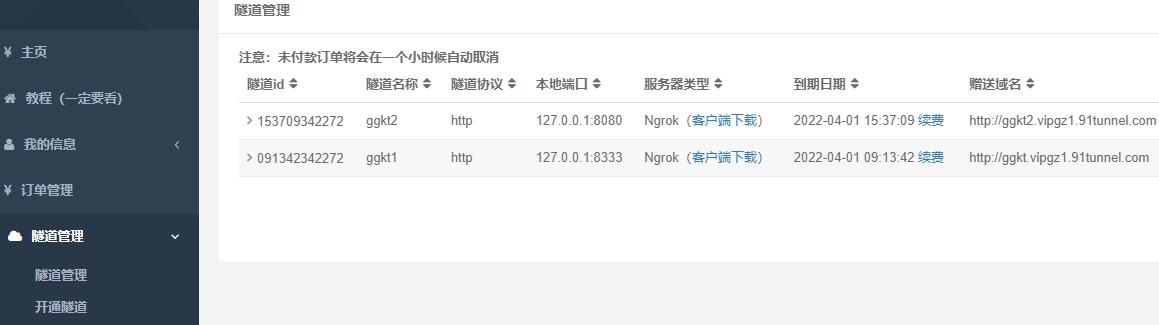 隧道管理
¥ 主页
教程（一定要看）
我的信息
¥ 订单管理
隧道管理
隧道管理
开通隧道
注意：未付款订单将会在一个小时候自动取消
隧道id 隧道名称 隧道协议 本地端口 服务器类型 到期日期 赠送域名
153709342272 ggkt2 http 127.0.0.1:8080 Ngrok（客户端下载） 2022-04-01 15:37:09 续费 http://ggkt2.vipgz1.91tunnel.com
091342342272 ggkt1 http 127.0.0.1:8333 Ngrok（客户端下载） 2022-04-01 09:13:42 续费 http://ggkt.vipgz1.91tunnel.com